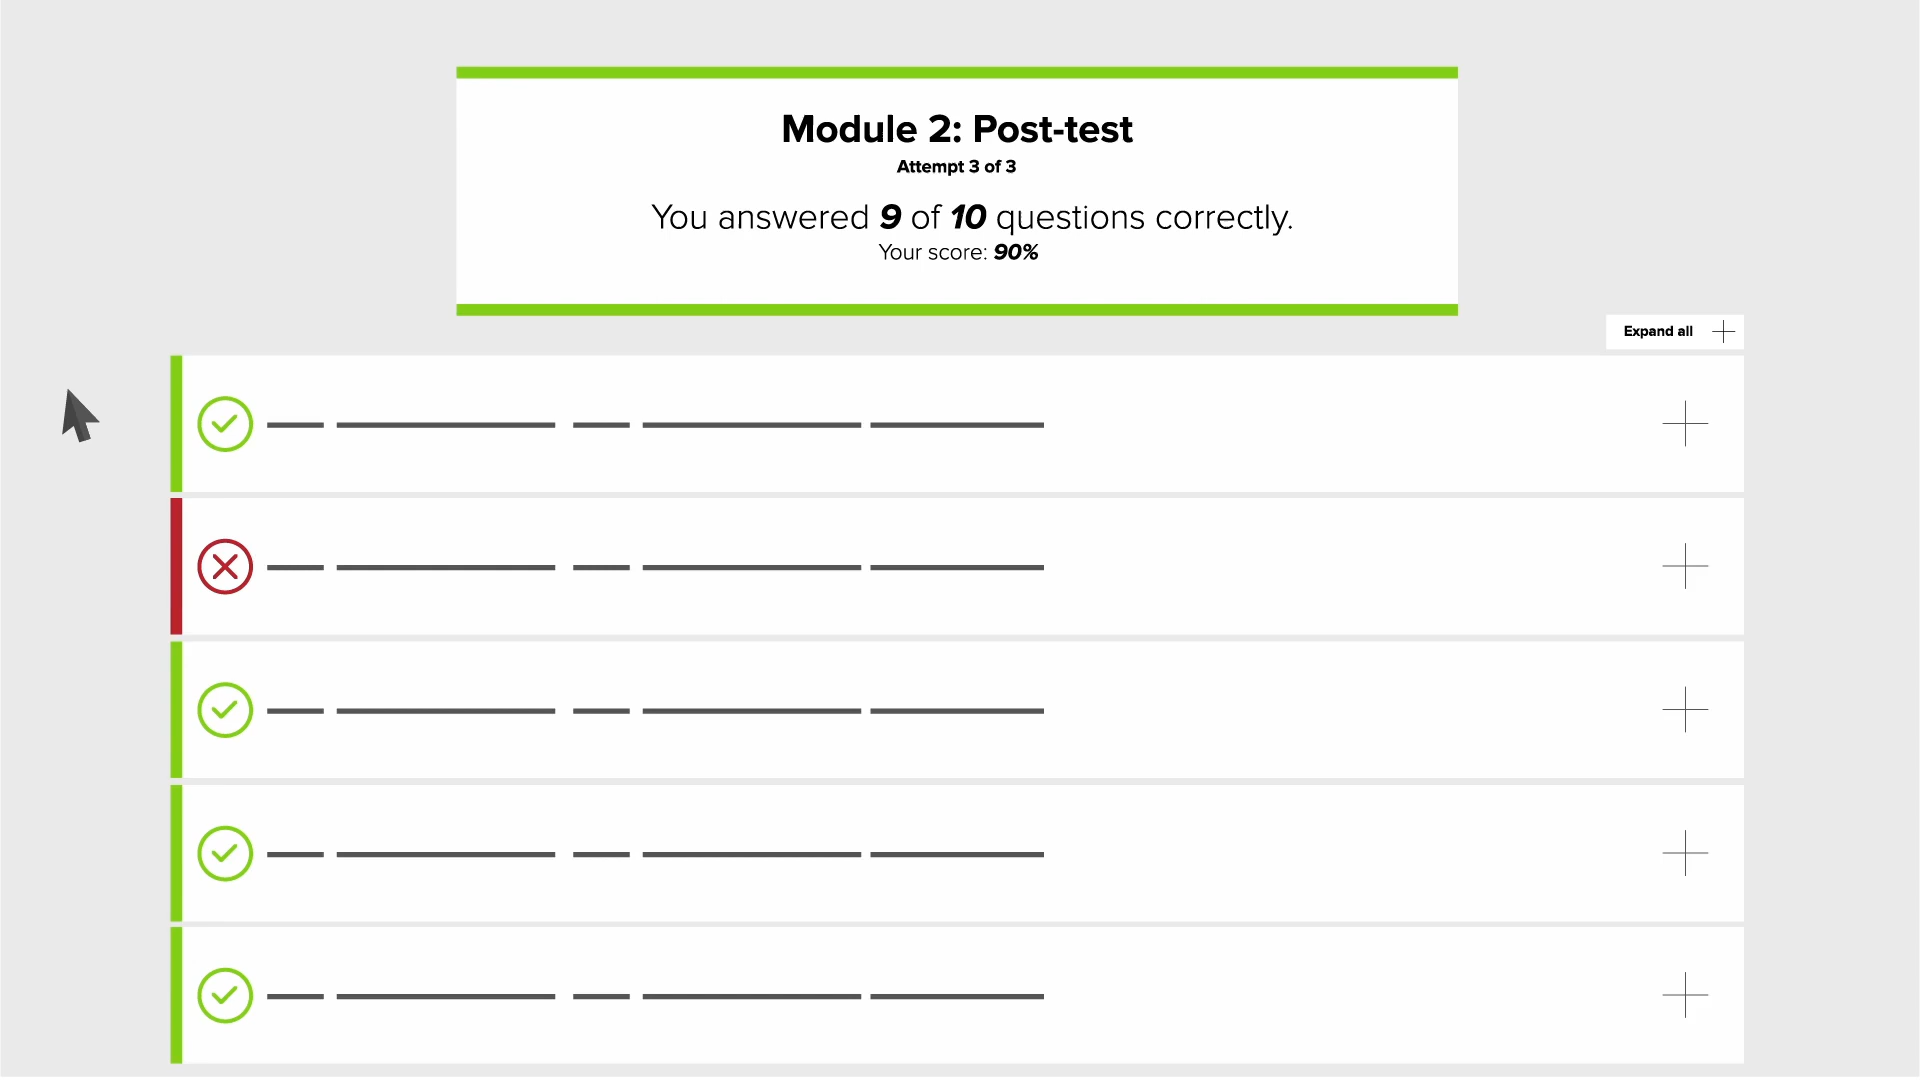 Module 2: Post-test
Attempt 3 of 3
You answered 9 of 10 questions correctly.
Your score: 90%
Expand all